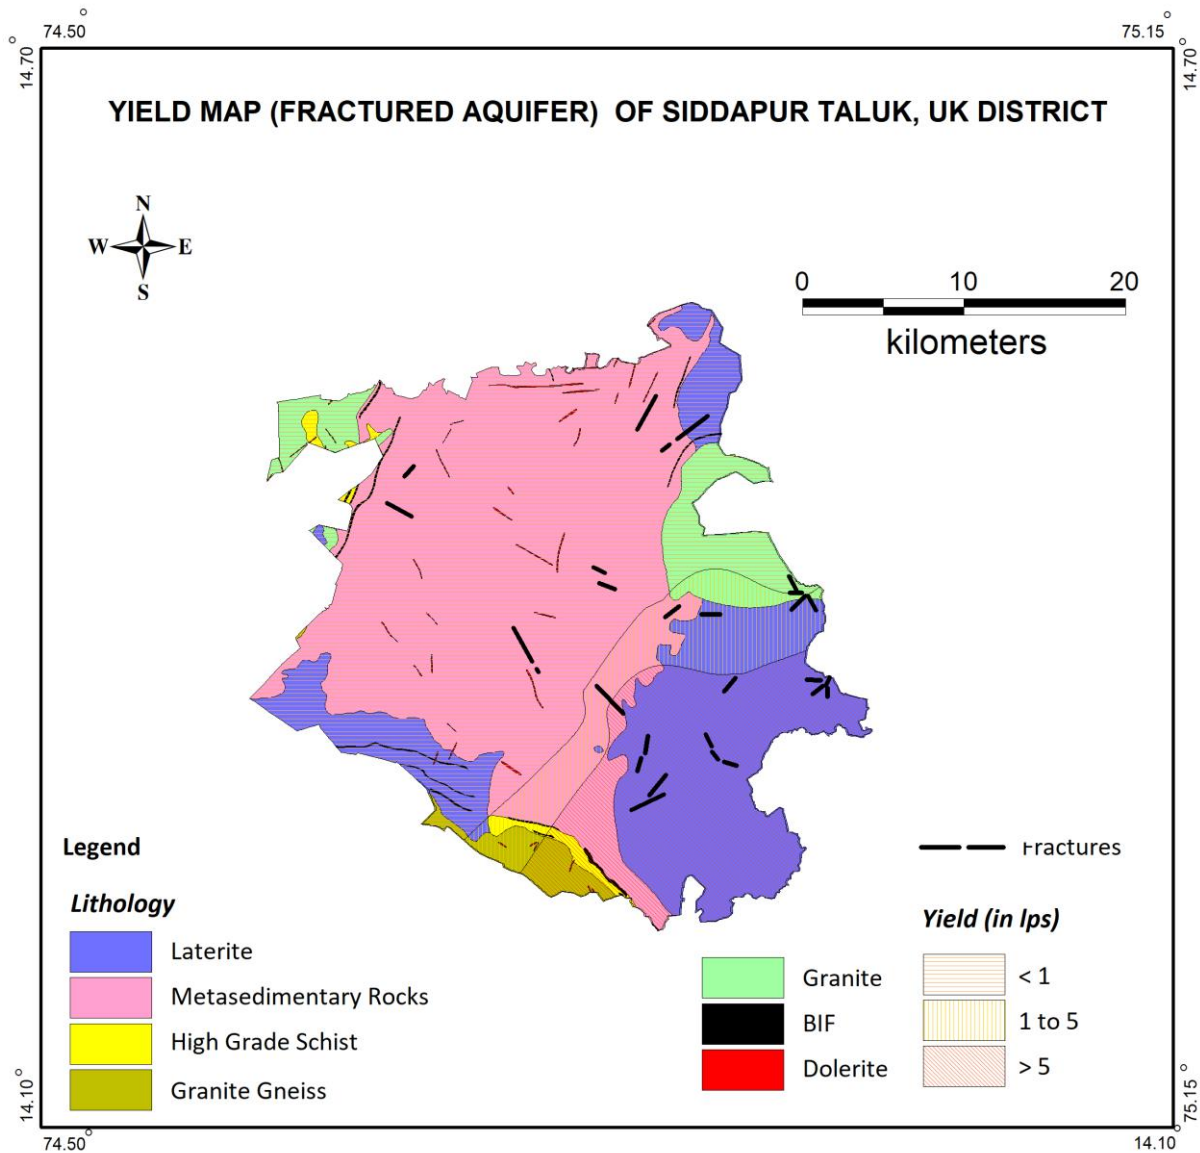 74.50°
75.15°
14.70°
14.70°
YIELD MAP (FRACTURED AQUIFER) OF SIDDAPUR TALUK, UK DISTRICT
N
W E
S
0 10 20
kilometers
Legend
Fractures
Lithology
Yield (in lps)
Laterite
Granite
< 1
Metasedimentary Rocks
BIF
1 to 5
High Grade Schist
Dolerite
> 5
Granite Gneiss
14.10°
75.15°
74.50°
14.10°